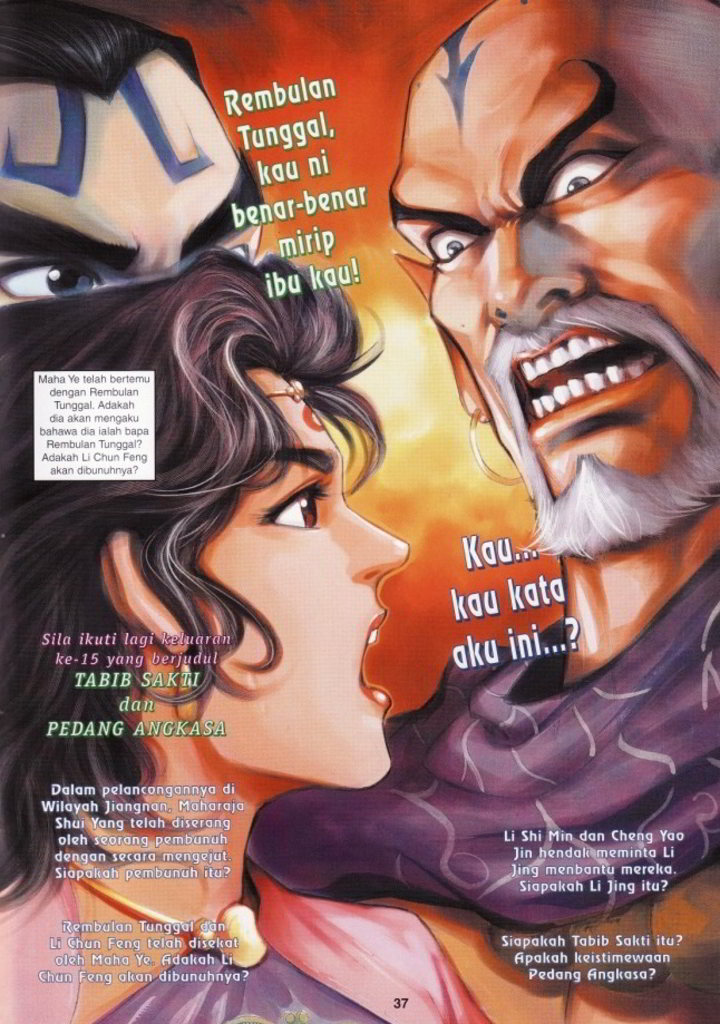 Rembulan
Tunggal,
kau ni
benar-benar
mirip
ibu kau!
Maha Ye telah bertemu
dengan Rembulan
Tunggal. Adakah
dia akan mengaku
bahawa dia ialah bapa
Rembulan Tunggal?
Adakah Li Chun Feng
akan dibunuhnya?
Kau...
kau kata
aku ini...?
Sila ikuti lagi keluaran
ke-15 yang berjudul
TABIB SAKTI
dan
PEDANG ANGKASA
Dalam pelancongannya di
Wilayah Jiangnan, Maharaja
Shui Yang telah diserang
oleh seorang pembunuh
dengan secara mengejut.
Siapakah pembunuh itu?
Rembulan Tunggal dan
Li Chun Feng telah disekat
oleh Maha Ye. Adakah Li
Chun Feng akan dibunuhnya?
Li Shi Min dan Cheng Yao
Jin hendak meminta Li
Jing menbantu mereka.
Siapakah Li Jing itu?
Siapakah Tabib Sakti itu?
Apakah keistimewaan
Pedang Angkasa?
37